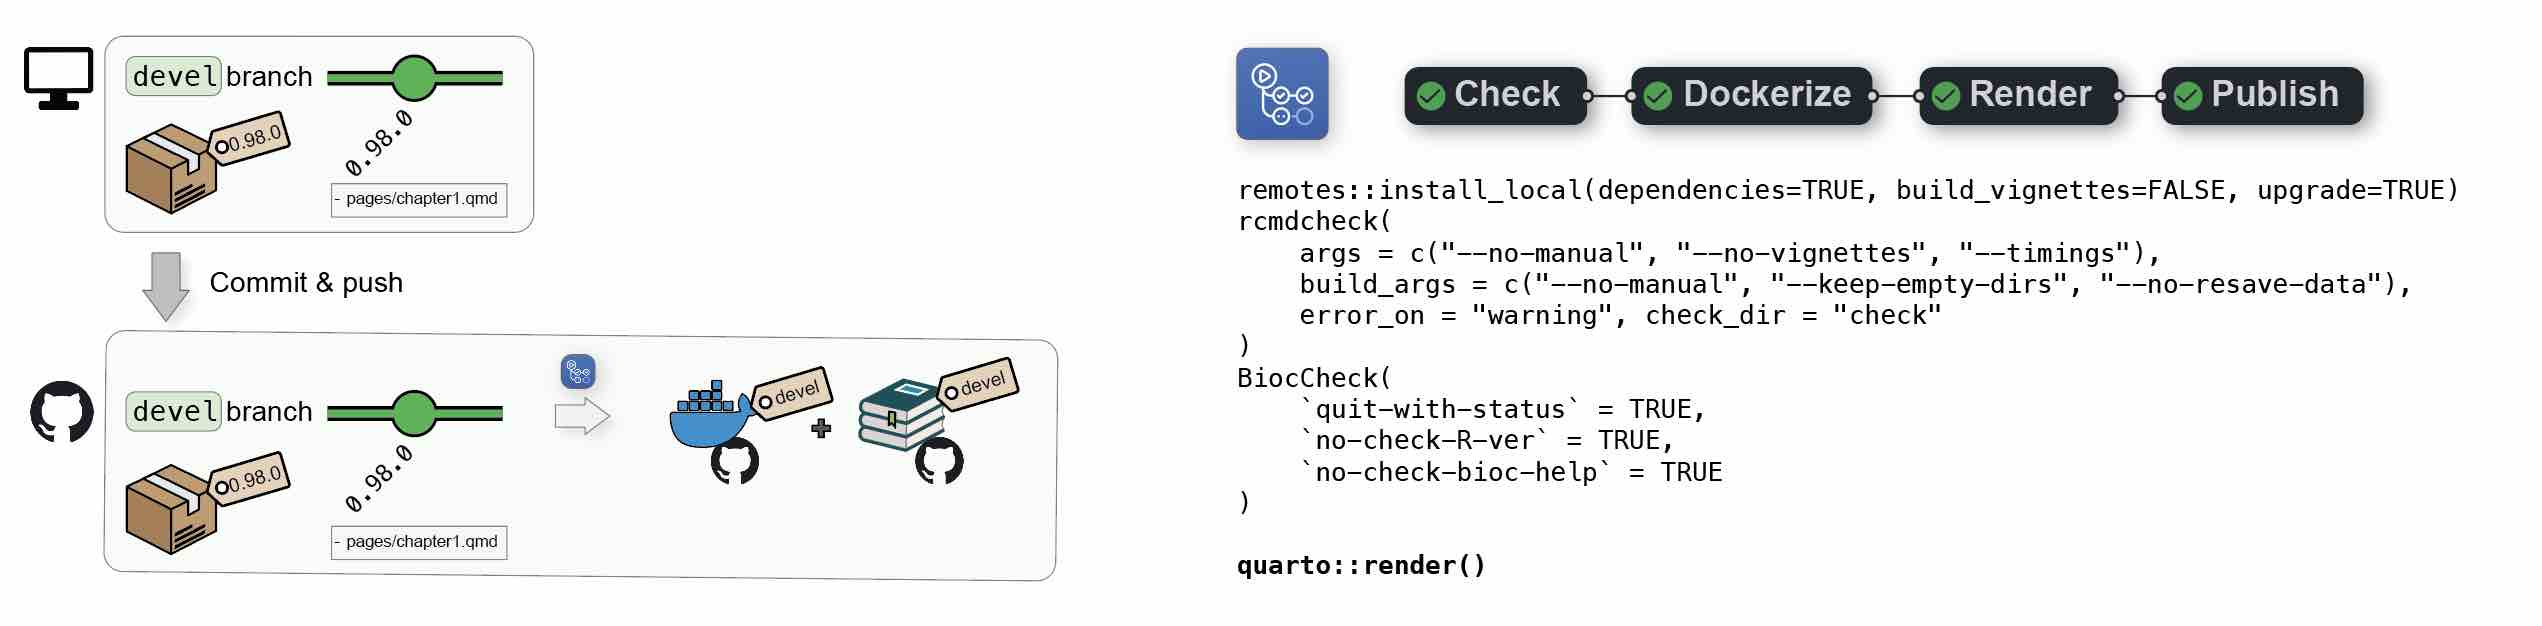 devel branch
0.98.0
0.98.0
- pages/chapter1.qmd
Commit & push
devel branch
0.98.0
0.98.0
- pages/chapter1.qmd
devel
devel
Check
Dockerize
Render
Publish
remotes::install_local(dependencies=TRUE, build_vignettes=FALSE, upgrade=TRUE)
rcmdcheck(
    args = c("--no-manual", "--no-vignettes", "--timings"),
    build_args = c("--no-manual", "--keep-empty-dirs", "--no-resave-data"),
    error_on = "warning", check_dir = "check"
)
BiocCheck(
    `quit-with-status` = TRUE,
    `no-check-R-ver` = TRUE,
    `no-check-bioc-help` = TRUE
)
quarto::render()